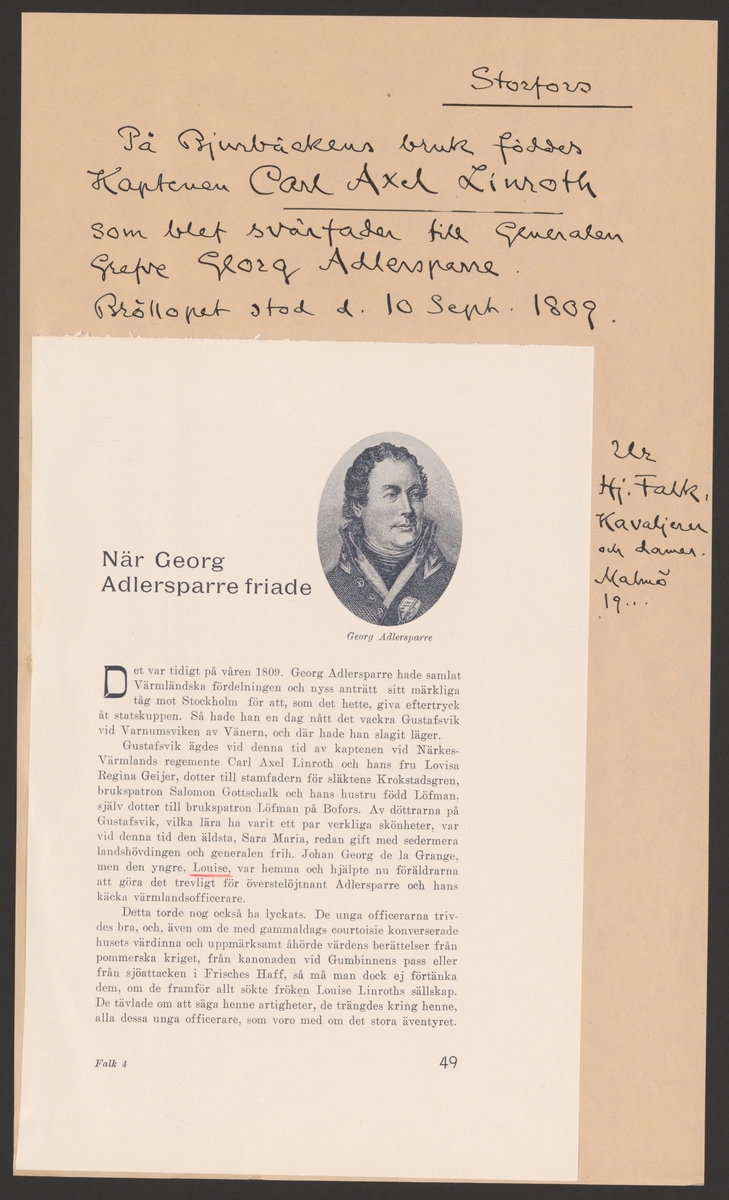 Storfors
På Bjurbäckens bruk föddes
Kaptenen Carl Axel Linroth
som blef svärfader till Generalen
Grefve Georg Adlersparre.
Bröllopet stod d. 10 Sept. 1809.
Ur
Hj. Falk,
Kavaljerer
och damer.
Malmö
19...
När Georg
Adlersparre friade
Georg Adlersparre
Det var tidigt på våren 1809. Georg Adlersparre hade samlat
Värmländska fördelningen och nyss anträtt sitt märkliga
tåg mot Stockholm för att, som det hette, giva eftertryck
åt statskuppen. Så hade han en dag nått det vackra Gustafsvik
vid Varnumsviken av Vänern, och där hade han slagit läger.
Gustafsvik ägdes vid denna tid av kaptenen vid Närkes-
Värmlands regemente Carl Axel Linroth och hans fru Lovisa
Regina Geijer, dotter till stamfadern för släktens Krokstadsgren,
brukspatron Salomon Gottschalk och hans hustru född Löfman,
själv dotter till brukspatron Löfman på Bofors. Av döttrarna på
Gustafsvik, vilka lära ha varit ett par verkliga skönheter, var
vid denna tid den äldsta, Sara Maria, redan gift med sedermera
landshövdingen och generalen frih. Johan Georg de la Grange,
men den yngre, Louise, var hemma och hjälpte nu föräldrarna
att göra det trevligt för överstelöjtnant Adlersparre och hans
käcka värmlandsofficerare.
Detta torde nog också ha lyckats. De unga officerarna triv-
des bra, och, även om de med gammaldags courtoisie konverserade
husets värdinna och uppmärksamt åhörde värdens berättelser från
pommerska kriget, från kanonaden vid Gumbinnens pass eller
från sjöattacken i Frisches Haff, så må man dock ej förtänka
dem, om de framför allt sökte fröken Louise Linroths sällskap.
De tävlade om att säga henne artigheter, de trängdes kring henne,
alla dessa unga officerare, som voro med om det stora äventyret.
Falk 4
49